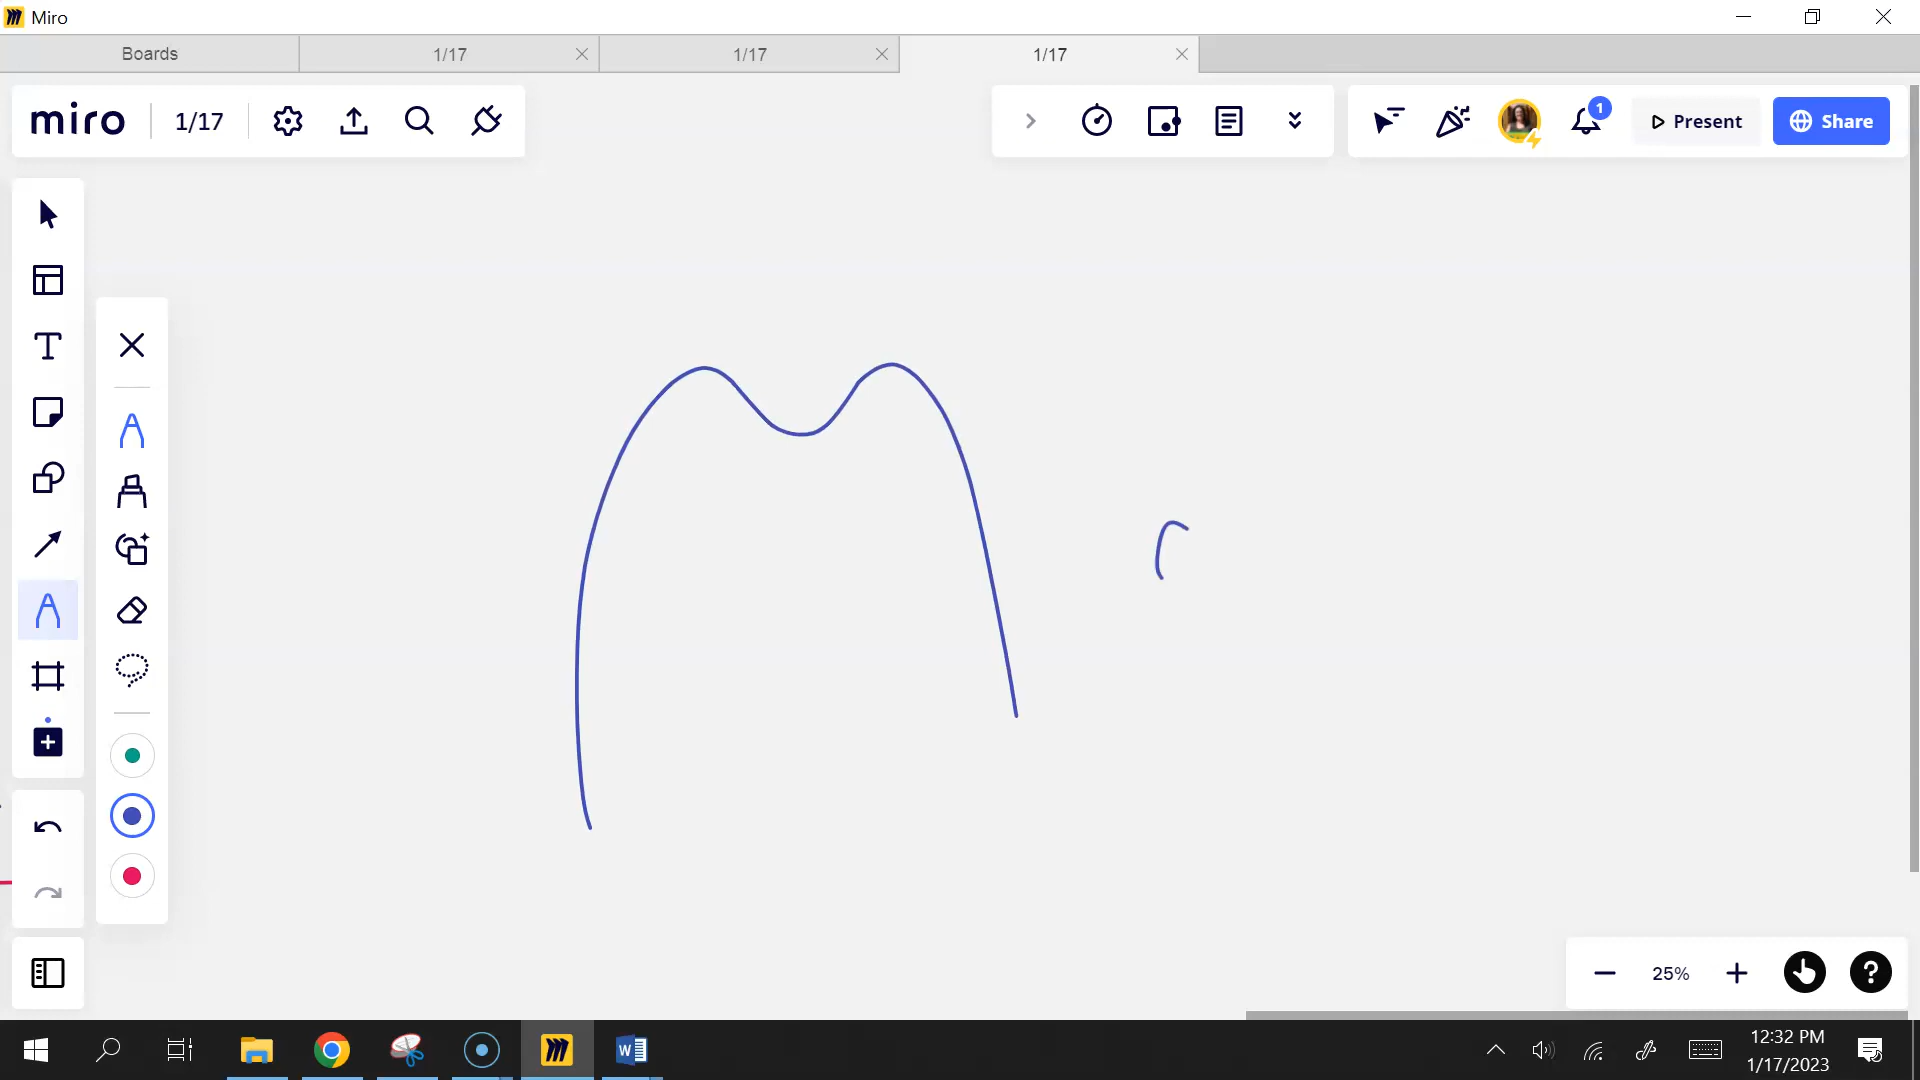 Miro
Boards 1/17 1/17 1/17
miro 1/17 1 Present Share
25%
12:32 PM
1/17/2023